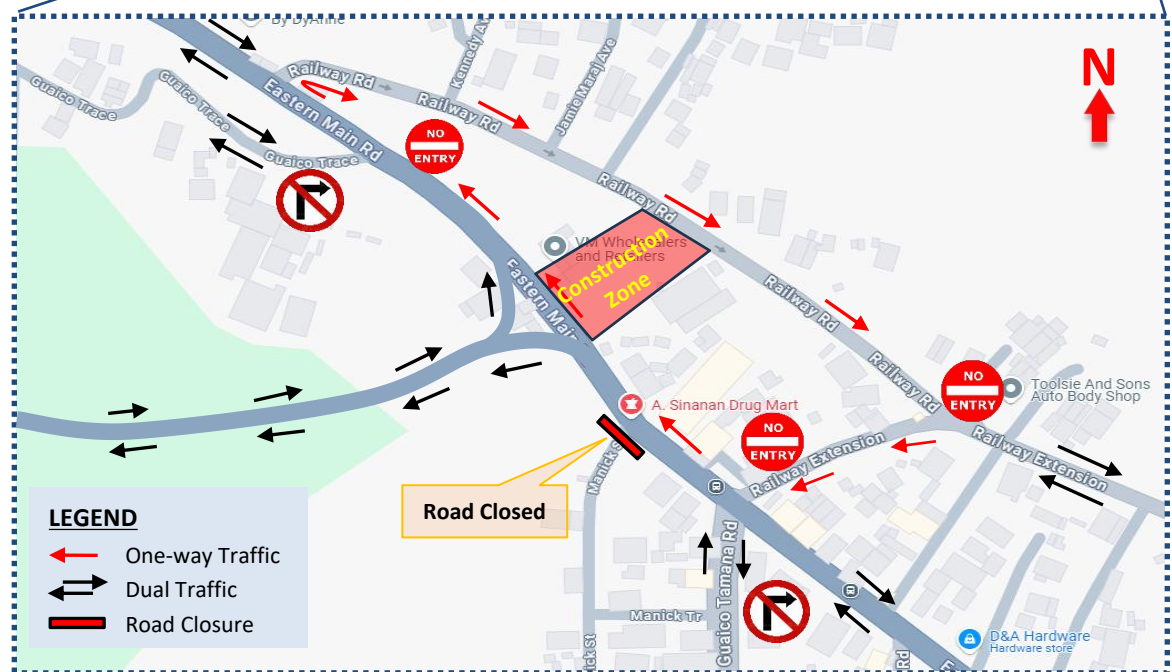 By DyAnne
N
Kennedy Av
Jamie Maraj Ave
Railway Rd
Railway Rd
Guaico Trace
Guaico Trace
Guaico Trace
Eastern Main Rd
NO
ENTRY
Railway Rd
VM Wholesalers
and Retailers
Construction
Zone
Eastern Main
Railway Rd
Railway Rd
NO
ENTRY
Toolsie And Sons
Auto Body Shop
A. Sinanan Drug Mart
NO
ENTRY
Railway Extension
Railway Extension
Manick S
Road Closed
LEGEND
One-way Traffic
Dual Traffic
Road Closure
Guaico Tamana Rd
Manick Tr
ick St
D&A Hardware
Hardware store
Rd
E